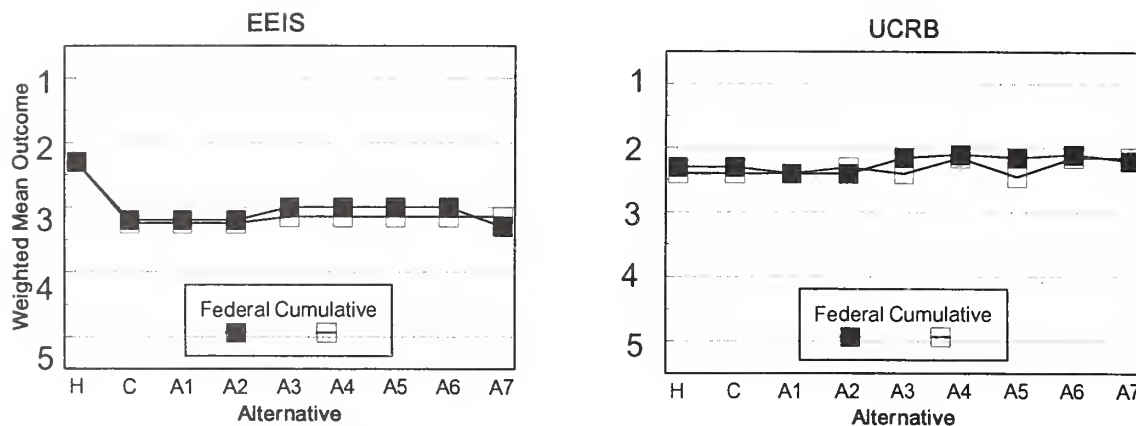 EEIS
Weighted Mean Outcome
1
2
3
4
5
Federal Cumulative
H C A1 A2 A3 A4 A5 A6 A7
Alternative
UCRB
1
2
3
4
5
Federal Cumulative
H C A1 A2 A3 A4 A5 A6 A7
Alternative